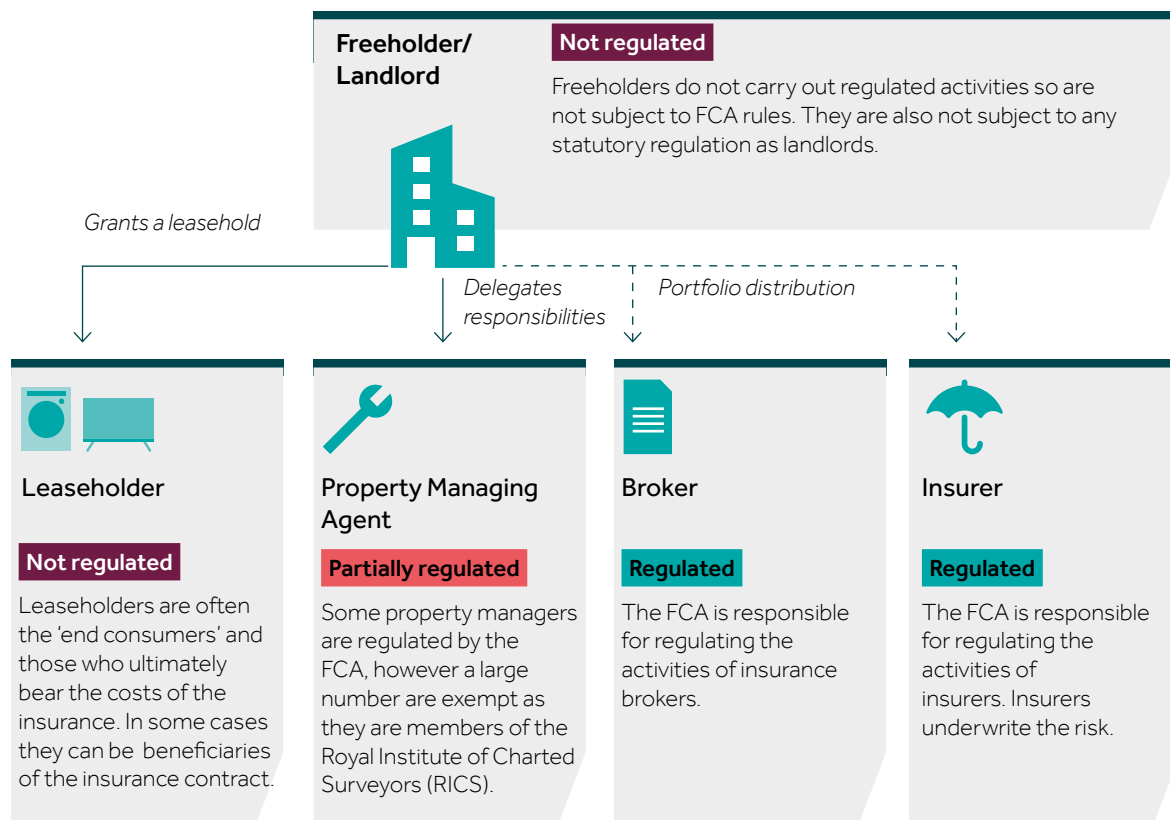 Freeholder/
Landlord
Not regulated
Freeholders do not carry out regulated activities so are
not subject to FCA rules. They are also not subject to any
statutory regulation as landlords.
Grants a leasehold
Delegates
responsibilities
Portfolio distribution
Leaseholder
Not regulated
Leaseholders are often
the ‘end consumers’ and
those who ultimately
bear the costs of the
insurance. In some cases
they can be beneficiaries
of the insurance contract.
Property Managing
Agent
Partially regulated
Some property managers
are regulated by the
FCA, however a large
number are exempt as
they are members of the
Royal Institute of Charted
Surveyors (RICS).
Broker
Regulated
The FCA is responsible
for regulating the
activities of insurance
brokers.
Insurer
Regulated
The FCA is responsible
for regulating the
activities of
insurers. Insurers
underwrite the risk.